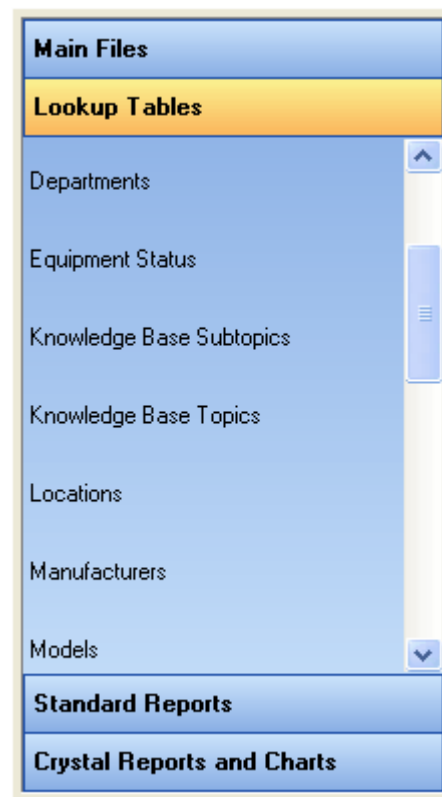 Main Files
Lookup Tables
Departments
Equipment Status
Knowledge Base Subtopics
Knowledge Base Topics
Locations
Manufacturers
Models
Standard Reports
Crystal Reports and Charts